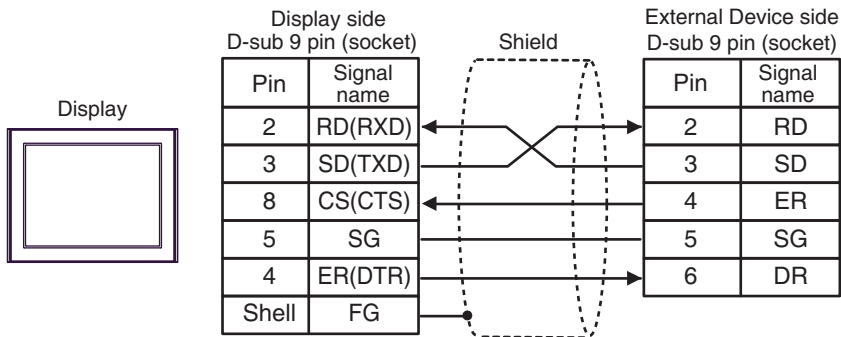 Display side
D-sub 9 pin (socket)
Shield
External Device side
D-sub 9 pin (socket)
Display
Pin Signal name
2 RD(RXD)
3 SD(TXD)
8 CS(CTS)
5 SG
4 ER(DTR)
Shell FG
Pin Signal name
2 RD
3 SD
4 ER
5 SG
6 DR